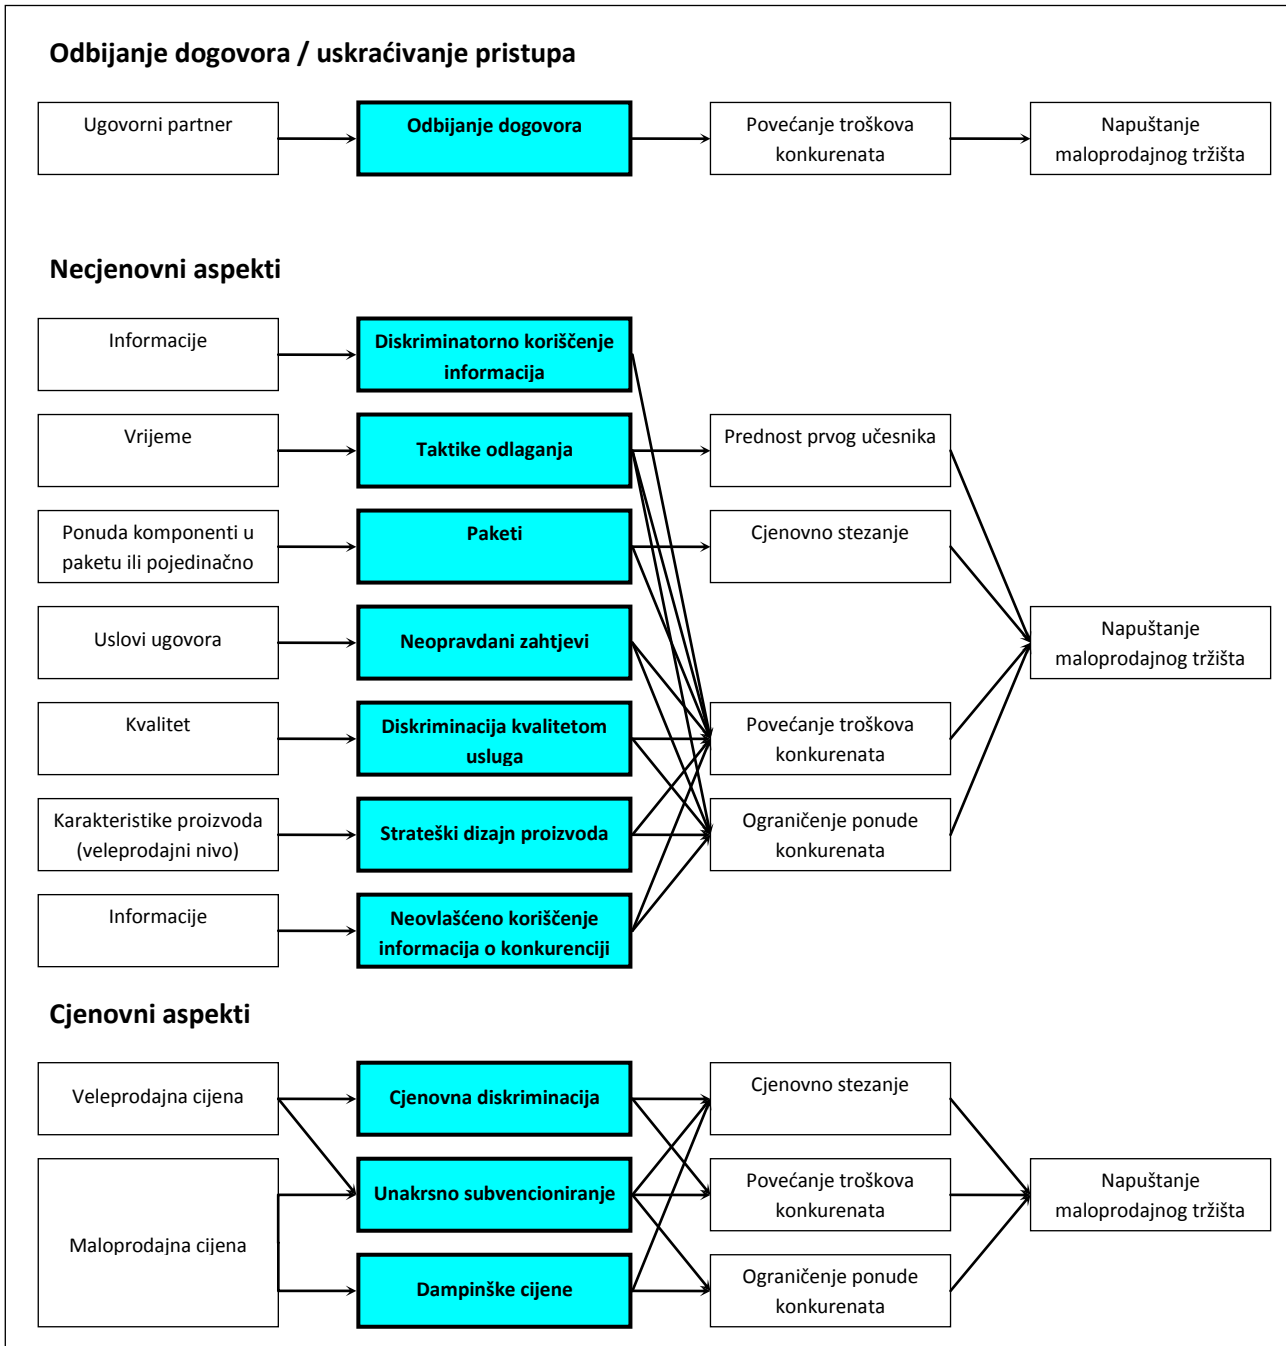 Odbijanje dogovora / uskraćivanje pristupa
Ugovorni partner
Odbijanje dogovora
Povećanje troškova
konkurenata
Napuštanje
maloprodajnog tržišta
Necjenovni aspekti
Informacije
Diskriminatorno koriščenje
informacija
Vrijeme
Taktike odlaganja
Prednost prvog učesnika
Ponuda komponenti u
paketu ili pojedinačno
Paketi
Cjenovno stezanje
Uslovi ugovora
Neopravdani zahtjevi
Napuštanje
maloprodajnog tržišta
Kvalitet
Diskriminacija kvalitetom
usluga
Povećanje troškova
konkurenata
Karakteristike proizvoda
(veleprodajni nivo)
Strateški dizajn proizvoda
Ograničenje ponude
konkurenata
Informacije
Neovlašćeno koriščenje
informacija o konkurenciji
Cjenovni aspekti
Veleprodajna cijena
Cjenovna diskriminacija
Cjenovno stezanje
Maloprodajna cijena
Unakrsno subvencioniranje
Povećanje troškova
konkurenata
Napuštanje
maloprodajnog tržišta
Dampinške cijene
Ograničenje ponude
konkurenata